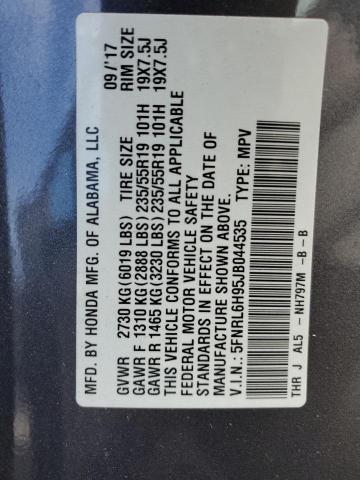 MFD. BY HONDA MFG. OF ALABAMA, LLC 09/'17
TIRE SIZE RIM SIZE
GVWR 2730 KG(6019 LBS)
GAWR F 1310 KG(2888 LBS) 235/55R19 101H 19X7.5J
GAWR R 1465 KG(3230 LBS) 235/55R19 101H 19X7.5J
THIS VEHICLE CONFORMS TO ALL APPLICABLE
FEDERAL MOTOR VEHICLE SAFETY
STANDARDS IN EFFECT ON THE DATE OF
MANUFACTURE SHOWN ABOVE.
V.I.N.: 5FNRL6H95JB044535 TYPE: MPV
THR J AL5 - NH797M -B - B